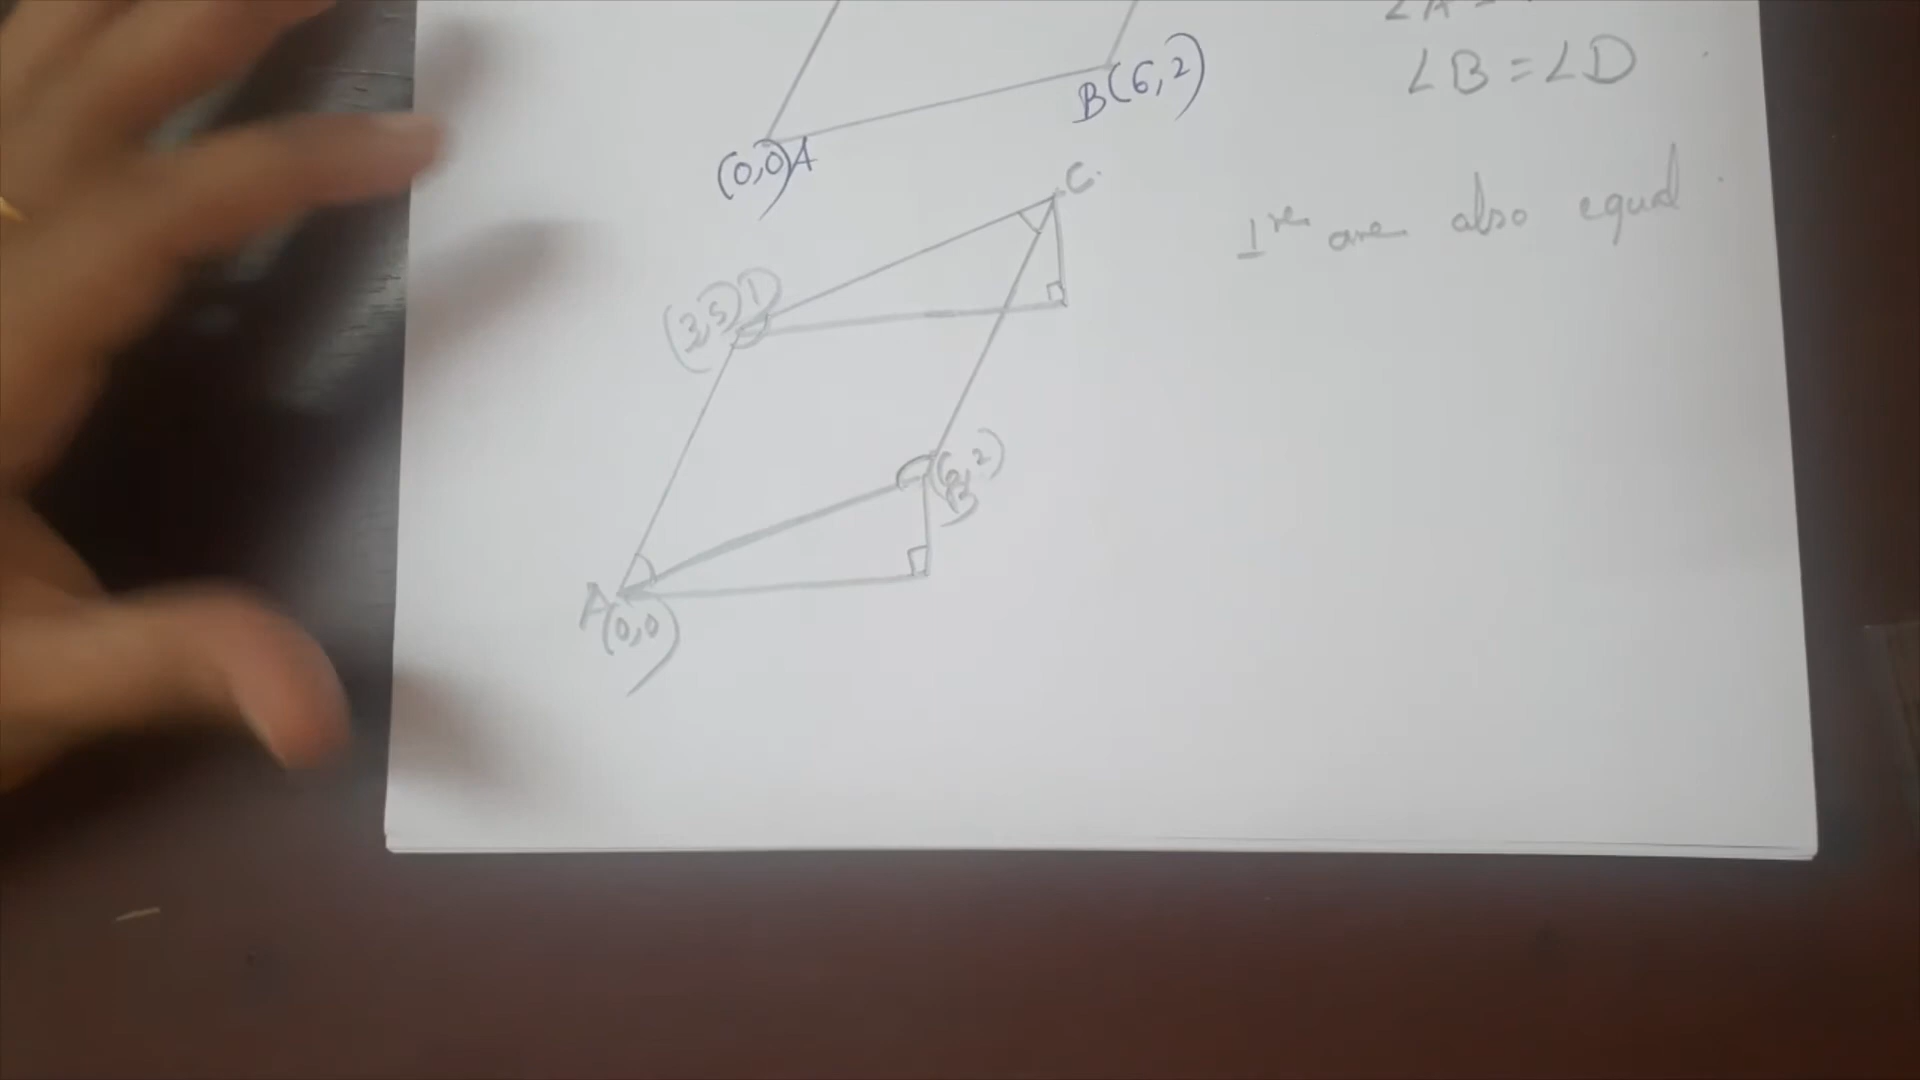 ∠A =
∠B = ∠D
B(6,2)
(0,0)A
C
⊥res are also equal
(3,5)D
(6,2)
B
A
(0,0)